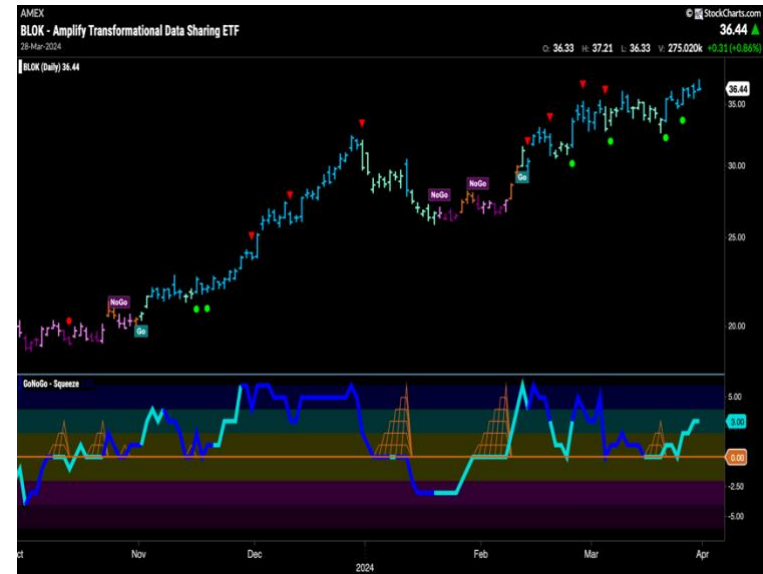 AMEX
© StockCharts.com
BLOK - Amplify Transformational Data Sharing ETF
36.44
28-Mar-2024
O: 36.33 H: 37.21 L: 36.33 V: 275.020k +0.31 (+0.86%)
BLOK (Daily) 36.44
36.44
35.00
30.00
NoGo
NoGo
Go
25.00
NoGo
Go
20.00
GoNoGo - Squeeze
5.00
3.00
0.00
-2.50
-5.00
ct Nov Dec 2024 Feb Mar Apr